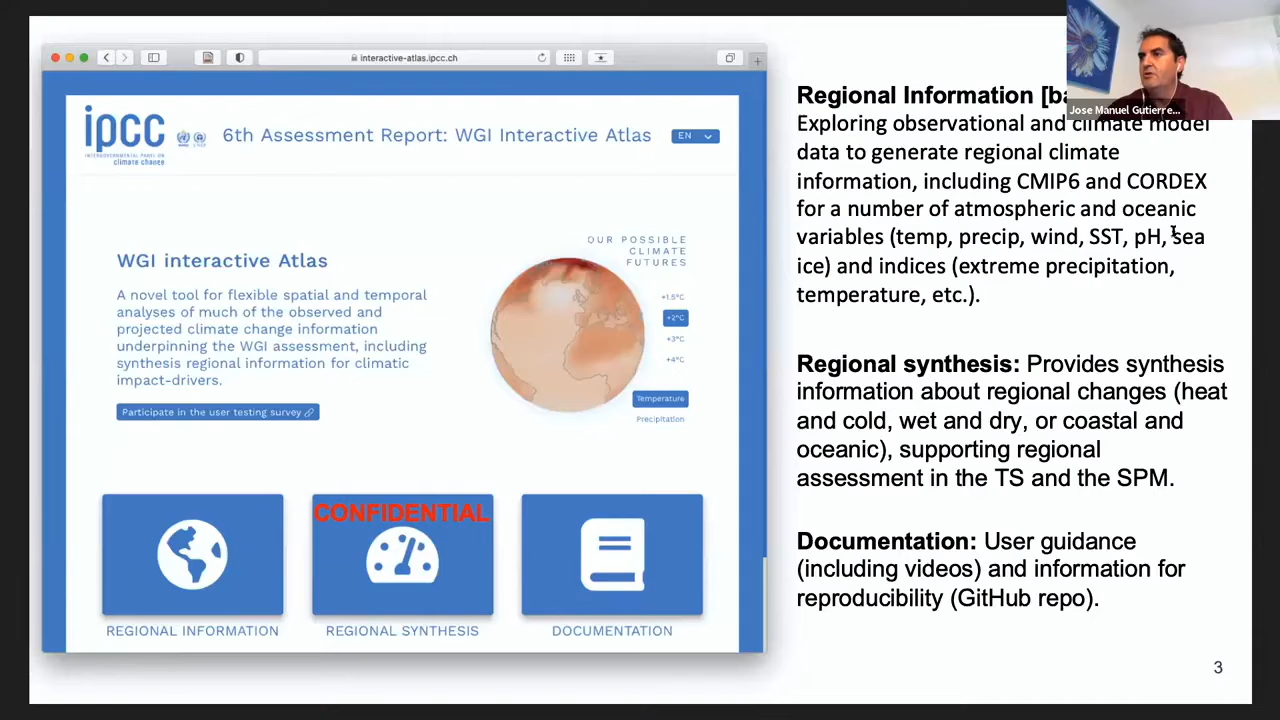 interactive-atlas.ipcc.ch
ipcc
INTERGOVERNMENTAL PANEL ON
climate change
6th Assessment Report: WGI Interactive Atlas
EN
WGI interactive Atlas
A novel tool for flexible spatial and temporal
analyses of much of the observed and
projected climate change information
underpinning the WGI assessment, including
synthesis regional information for climatic
impact-drivers.
Participate in the user testing survey
OUR POSSIBLE
CLIMATE
FUTURES
+1.5°C
+2°C
+3°C
+4°C
Temperature
Precipitation
CONFIDENTIAL
REGIONAL INFORMATION
REGIONAL SYNTHESIS
DOCUMENTATION
Regional Information
Jose Manuel Gutierre...
Exploring observational and climate model
data to generate regional climate
information, including CMIP6 and CORDEX
for a number of atmospheric and oceanic
variables (temp, precip, wind, SST, pH, sea
ice) and indices (extreme precipitation,
temperature, etc.).
Regional synthesis: Provides synthesis
information about regional changes (heat
and cold, wet and dry, or coastal and
oceanic), supporting regional
assessment in the TS and the SPM.
Documentation: User guidance
(including videos) and information for
reproducibility (GitHub repo).
3